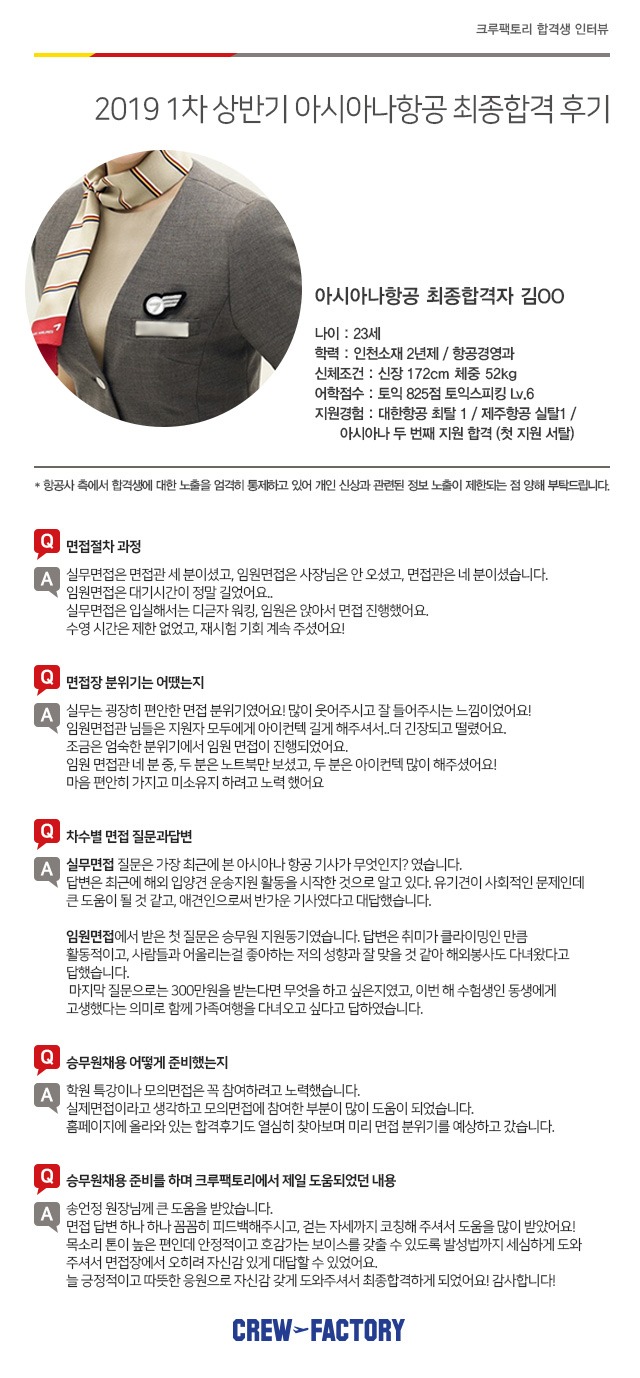 크루팩토리 합격생 인터뷰
2019 1차 상반기 아시아나항공 최종합격 후기
아시아나항공 최종합격자 김OO
나이 : 23세
학력 : 인천소재 2년제 / 항공경영과
신체조건 : 신장 172cm 체중 52kg
어학점수 : 토익 825점 토익스피킹 Lv.6
지원경험 : 대한항공 최탈 1 / 제주항공 실탈1 /
아시아나 두 번째 지원 합격 (첫 지원 서탈)
* 항공사 측에서 합격생에 대한 노출을 엄격히 통제하고 있어 개인 신상과 관련된 정보 노출이 제한되는 점 양해 부탁드립니다.
Q 면접절차 과정
A 실무면접은 면접관 세 분이셨고, 임원면접은 사장님은 안 오셨고, 면접관은 네 분이셨습니다.
임원면접은 대기시간이 정말 길었어요..
실무면접은 입실해서는 디귿자 워킹, 임원은 앉아서 면접 진행했어요.
수영 시간은 제한 없었고, 재시험 기회 계속 주셨어요!
Q 면접장 분위기는 어땠는지
A 실무는 굉장히 편안한 면접 분위기였어요! 많이 웃어주시고 잘 들어주시는 느낌이었어요!
임원면접관 님들은 지원자 모두에게 아이컨텍 길게 해주셔서..더 긴장되고 떨렸어요.
조금은 엄숙한 분위기에서 임원 면접이 진행되었어요.
임원 면접관 네 분 중, 두 분은 노트북만 보셨고, 두 분은 아이컨텍 많이 해주셨어요!
마음 편안히 가지고 미소유지 하려고 노력 했어요
Q 차수별 면접 질문과답변
A 실무면접 질문은 가장 최근에 본 아시아나 항공 기사가 무엇인지? 였습니다.
답변은 최근에 해외 입양견 운송지원 활동을 시작한 것으로 알고 있다. 유기견이 사회적인 문제인데
큰 도움이 될 것 같고, 애견인으로써 반가운 기사였다고 대답했습니다.
임원면접에서 받은 첫 질문은 승무원 지원동기였습니다. 답변은 취미가 클라이밍인 만큼
활동적이고, 사람들과 어울리는걸 좋아하는 저의 성향과 잘 맞을 것 같아 해외봉사도 다녀왔다고
답했습니다.
마지막 질문으로는 300만원을 받는다면 무엇을 하고 싶은지였고, 이번 해 수험생인 동생에게
고생했다는 의미로 함께 가족여행을 다녀오고 싶다고 답하였습니다.
Q 승무원채용 어떻게 준비했는지
A 학원 특강이나 모의면접은 꼭 참여하려고 노력했습니다.
실제면접이라고 생각하고 모의면접에 참여한 부분이 많이 도움이 되었습니다.
홈페이지에 올라와 있는 합격후기도 열심히 찾아보며 미리 면접 분위기를 예상하고 갔습니다.
Q 승무원채용 준비를 하며 크루팩토리에서 제일 도움되었던 내용
A 송언정 원장님께 큰 도움을 받았습니다.
면접 답변 하나 하나 꼼꼼히 피드백해주시고, 걷는 자세까지 코칭해 주셔서 도움을 많이 받았어요!
목소리 톤이 높은 편인데 안정적이고 호감가는 보이스를 갖출 수 있도록 발성법까지 세심하게 도와
주셔서 면접장에서 오히려 자신감 있게 대답할 수 있었어요.
늘 긍정적이고 따뜻한 응원으로 자신감 갖게 도와주셔서 최종합격하게 되었어요! 감사합니다!
CREW FACTORY